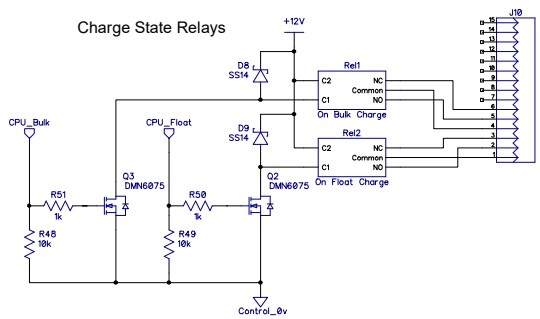 Charge State Relays
+12V
J10
15
14
13
12
11
10
9
8
7
6
5
4
3
2
1
D8
SS14
Rel1
C2
NC
Common
C1
NO
On Bulk Charge
CPU_Bulk
CPU_Float
D9
SS14
Rel2
C2
NC
Common
C1
NO
On Float Charge
Q3
DMN6075
Q2
DMN6075
R51
1k
R50
1k
R48
10k
R49
10k
Control_0v